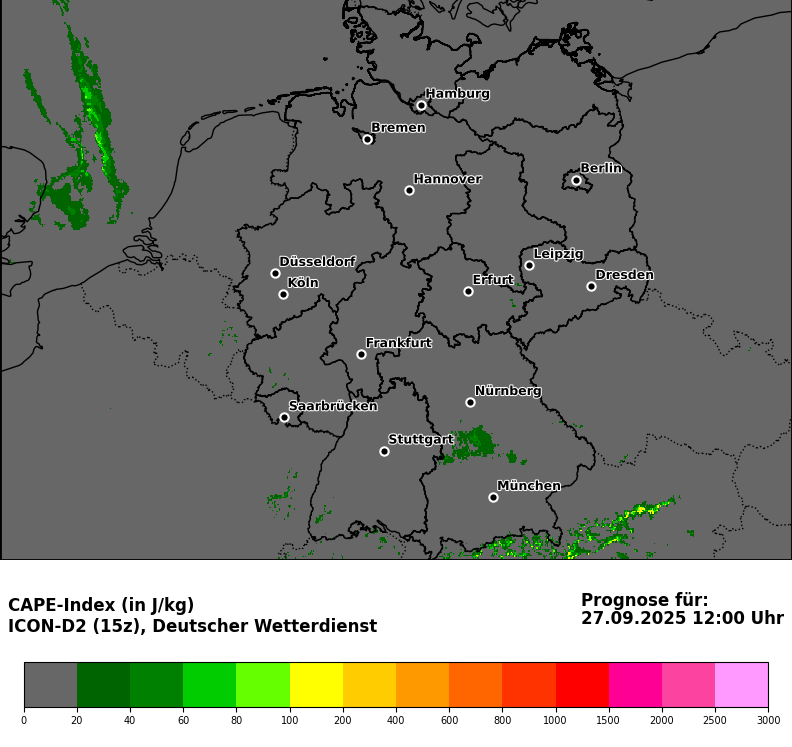 Hamburg
Bremen
Berlin
Hannover
Leipzig
Düsseldorf
Dresden
Köln
Erfurt
Frankfurt
Nürnberg
Saarbrücken
Stuttgart
München
CAPE-Index (in J/kg)
ICON-D2 (15z), Deutscher Wetterdienst
Prognose für:
27.09.2025 12:00 Uhr
0 20 40 60 80 100 200 400 600 800 1000 1500 2000 2500 3000